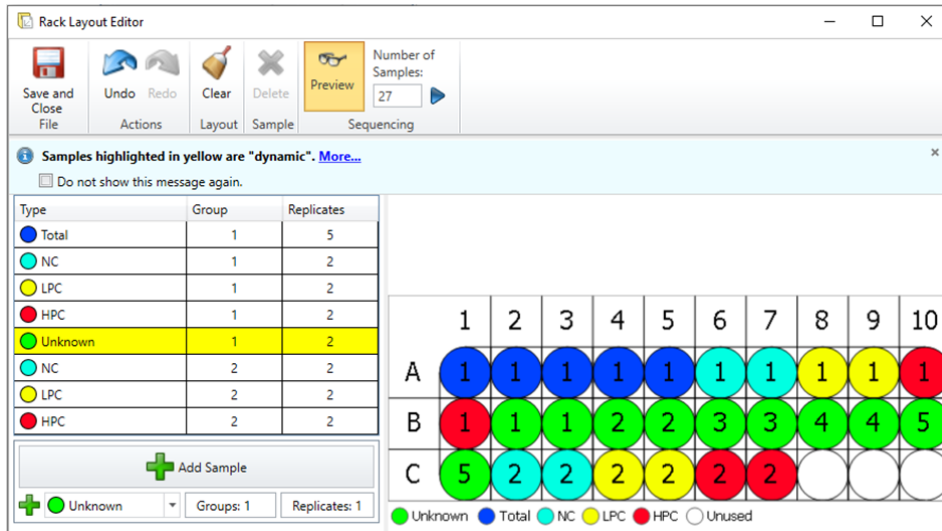 Rack Layout Editor
Save and Close
Undo
Redo
Clear
Delete
Preview
Number of Samples:
27
File
Actions
Layout
Sample
Sequencing
Samples highlighted in yellow are "dynamic". More...
Do not show this message again.
Type Group Replicates
Total 1 5
NC 1 2
LPC 1 2
HPC 1 2
Unknown 1 2
NC 2 2
LPC 2 2
HPC 2 2
Add Sample
Unknown Groups: 1 Replicates: 1
1 2 3 4 5 6 7 8 9 10
A 1 1 1 1 1 1 1 1 1 1
B 1 1 1 2 2 3 3 4 4 5
C 5 2 2 2 2 2 2
Unknown Total NC LPC HPC Unused